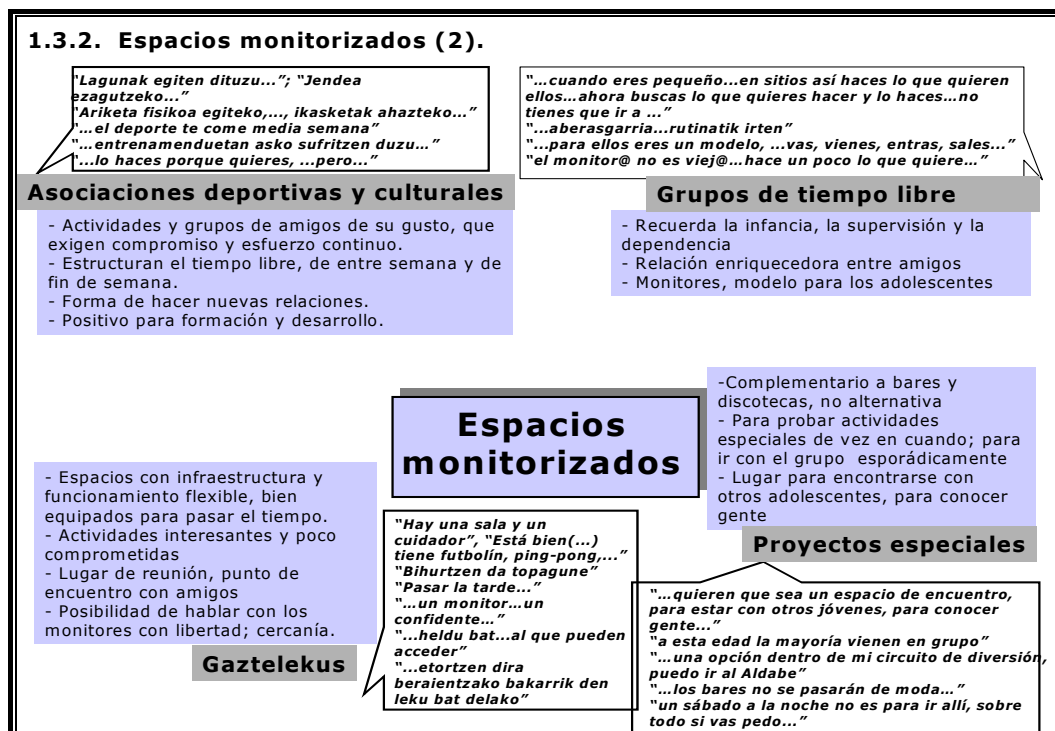 1.3.2. Espacios monitorizados (2).
“Lagunak egiten dituzu...”; “Jendea
ezagutzeko...”
“Ariketa fisikoa egiteko,..., ikasketak ahazteko...”
“…el deporte te come media semana”
“…entrenamenduetan asko sufritzen duzu…”
“...lo haces porque quieres, ...pero...”
Asociaciones deportivas y culturales
- Actividades y grupos de amigos de su gusto, que
exigen compromiso y esfuerzo continuo.
- Estructuran el tiempo libre, de entre semana y de
fin de semana.
- Forma de hacer nuevas relaciones.
- Positivo para formación y desarrollo.
“…cuando eres pequeño...en sitios así haces lo que quieren
ellos…ahora buscas lo que quieres hacer y lo haces…no
tienes que ir a ...”
“...aberasgarria...rutinatik irten”
“...para ellos eres un modelo, ...vas, vienes, entras, sales...”
“el monitor@ no es viej@…hace un poco lo que quiere…”
Grupos de tiempo libre
- Recuerda la infancia, la supervisión y la
dependencia
- Relación enriquecedora entre amigos
- Monitores, modelo para los adolescentes
Espacios
monitorizados
- Espacios con infraestructura y
funcionamiento flexible, bien
equipados para pasar el tiempo.
- Actividades interesantes y poco
comprometidas
- Lugar de reunión, punto de
encuentro con amigos
- Posibilidad de hablar con los
monitores con libertad; cercanía.
Gaztelekus
“Hay una sala y un
cuidador”, “Está bien(...)
tiene futbolín, ping-pong,...”
“Bihurtzen da topagune”
“Pasar la tarde...”
“…un monitor…un
confidente…”
“...heldu bat...al que pueden
acceder”
“...etortzen dira
beraientzako bakarrik den
leku bat delako”
-Complementario a bares y
discotecas, no alternativa
- Para probar actividades
especiales de vez en cuando; para
ir con el grupo esporádicamente
- Lugar para encontrarse con
otros adolescentes, para conocer
gente
Proyectos especiales
“…quieren que sea un espacio de encuentro,
para estar con otros jóvenes, para conocer
gente...”
“a esta edad la mayoría vienen en grupo”
“…una opción dentro de mi circuito de diversión,
puedo ir al Aldabe”
“…los bares no se pasarán de moda…”
“un sábado a la noche no es para ir allí, sobre
todo si vas pedo...”